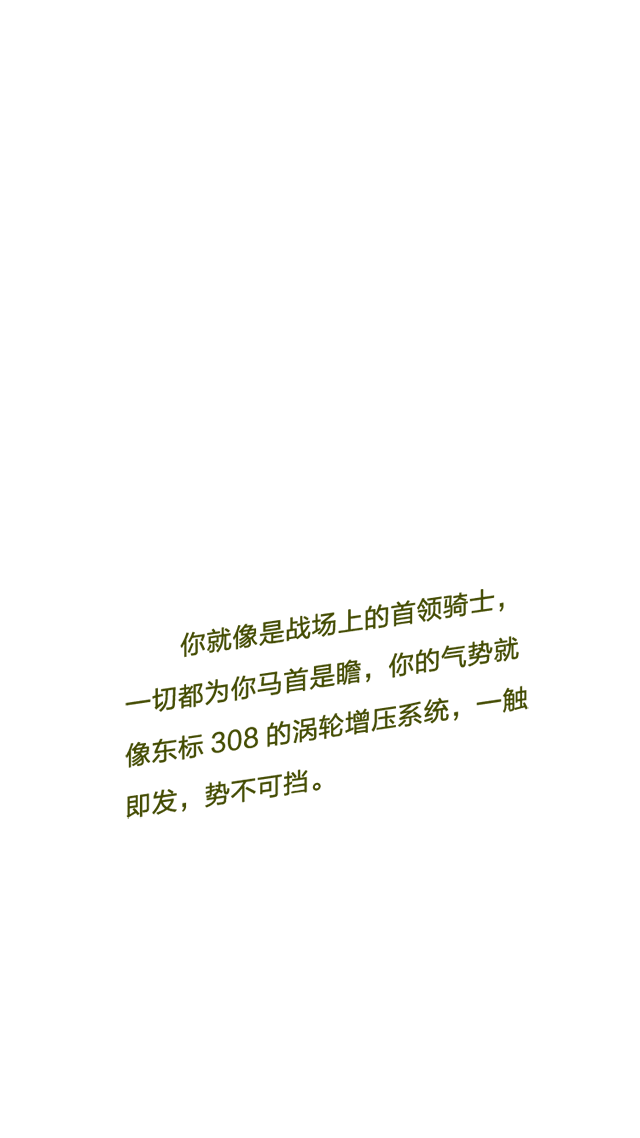 你就像是战场上的首领骑士，
一切都为你马首是瞻，你的气势就
像东标 308 的涡轮增压系统，一触
即发，势不可挡。